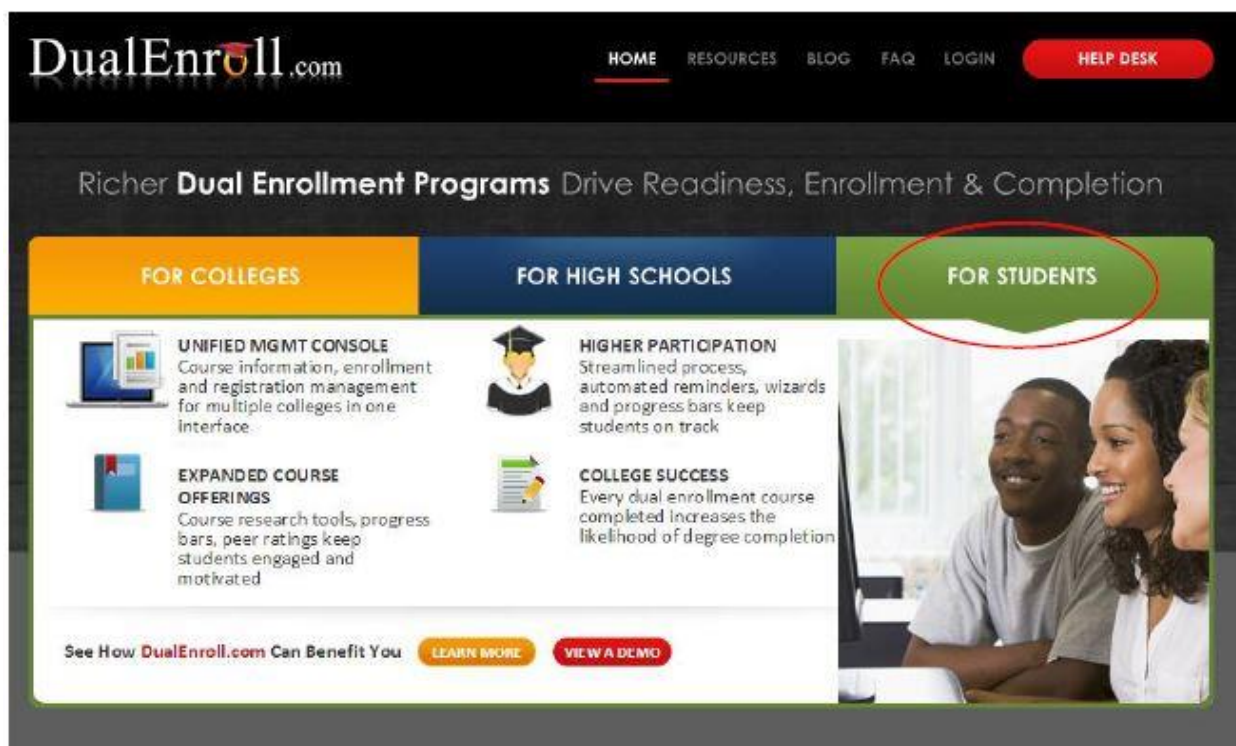 DualEnroll.com
HOME RESOURCES BLOG FAQ LOGIN HELP DESK
Richer Dual Enrollment Programs Drive Readiness, Enrollment & Completion
FOR COLLEGES
FOR HIGH SCHOOLS
FOR STUDENTS
UNIFIED MGMT CONSOLE
Course information, enrollment
and registration management
for multiple colleges in one
interface
HIGHER PARTICIPATION
Streamlined process,
automated reminders, wizards
and progress bars keep
students on track
EXPANDED COURSE
OFFERINGS
Course research tools, progress
bars, peer ratings keep
students engaged and
motivated
COLLEGE SUCCESS
Every dual enrollment course
completed increases the
likelihood of degree completion
See How DualEnroll.com Can Benefit You LEARN MORE VIEW A DEMO